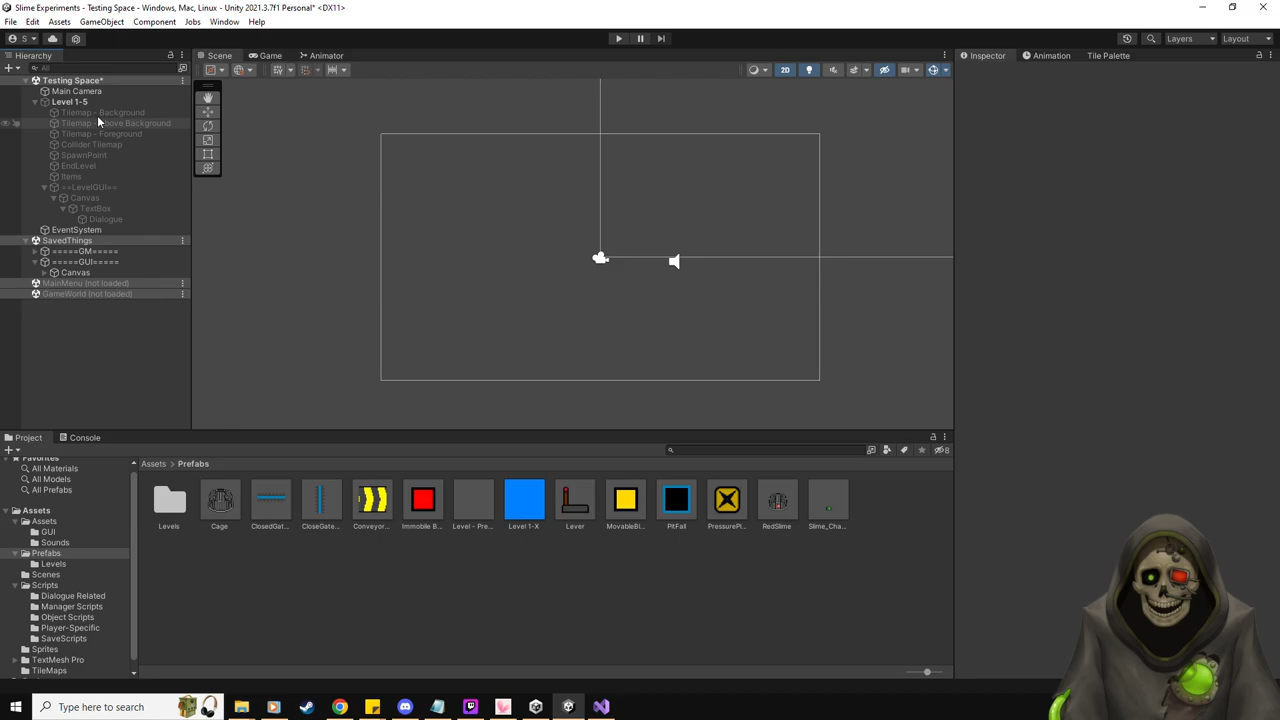 Slime Experiments - Testing Space - Windows, Mac, Linux - Unity 2021.3.7f1 Personal* <DX11>
File Edit Assets GameObject Component Jobs Window Help
S Layers Layout
Hierarchy Scene Game Animator Inspector Animation Tile Palette
All
2D
Testing Space*
Main Camera
Level 1-5
Tilemap - Background
Tilemap - Above Background
Tilemap - Foreground
Collider Tilemap
SpawnPoint
EndLevel
Items
==LevelGUI==
Canvas
TextBox
Dialogue
EventSystem
SavedThings
=====GM=====
=====GUI=====
Canvas
MainMenu (not loaded)
GameWorld (not loaded)
Project Console
8
Favorites
All Materials
All Models
All Prefabs
Assets
Assets
GUI
Sounds
Prefabs
Levels
Scenes
Scripts
Dialogue Related
Manager Scripts
Object Scripts
Player-Specific
SaveScripts
Sprites
TextMesh Pro
TileMaps
Assets Prefabs
Levels Cage ClosedGat... CloseGate... Conveyor... Immobile B... Level - Pre... Level 1-X Lever MovableBl... PitFall PressurePl... RedSlime Slime_Cha...
Type here to search